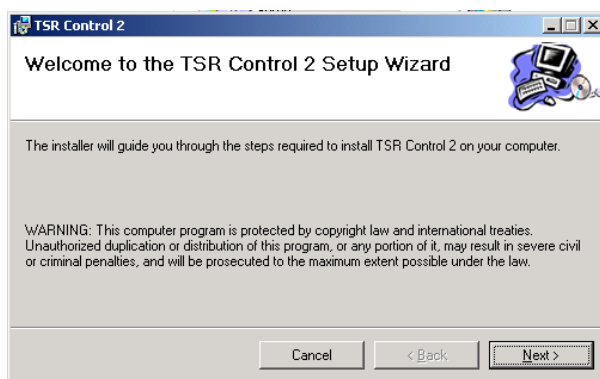 TSR Control 2
Welcome to the TSR Control 2 Setup Wizard
The installer will guide you through the steps required to install TSR Control 2 on your computer.
WARNING: This computer program is protected by copyright law and international treaties.
Unauthorized duplication or distribution of this program, or any portion of it, may result in severe civil
or criminal penalties, and will be prosecuted to the maximum extent possible under the law.
Cancel
< Back
Next >